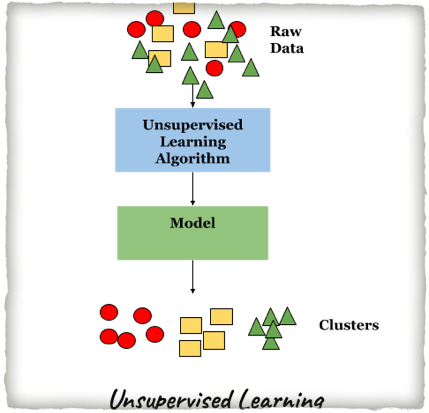 Raw
Data
Unsupervised
Learning
Algorithm
Model
Clusters
Unsupervised Learning